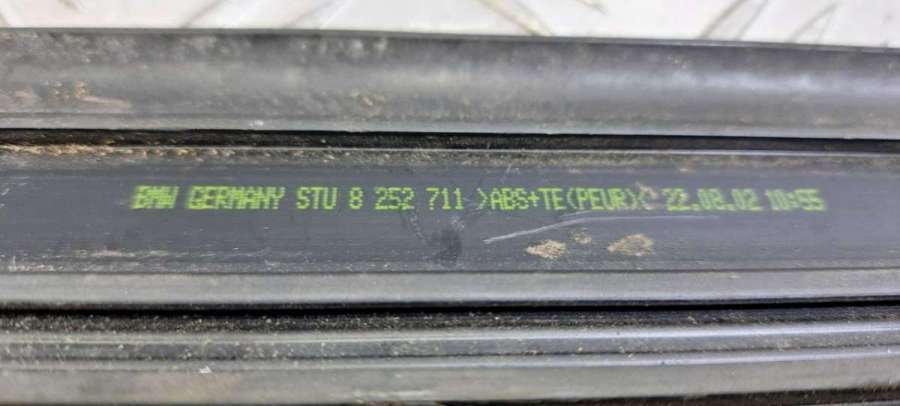 BMW GERMANY STU 8 252 711 >ABS+TE(PEUR)< 22.08.02 10:55